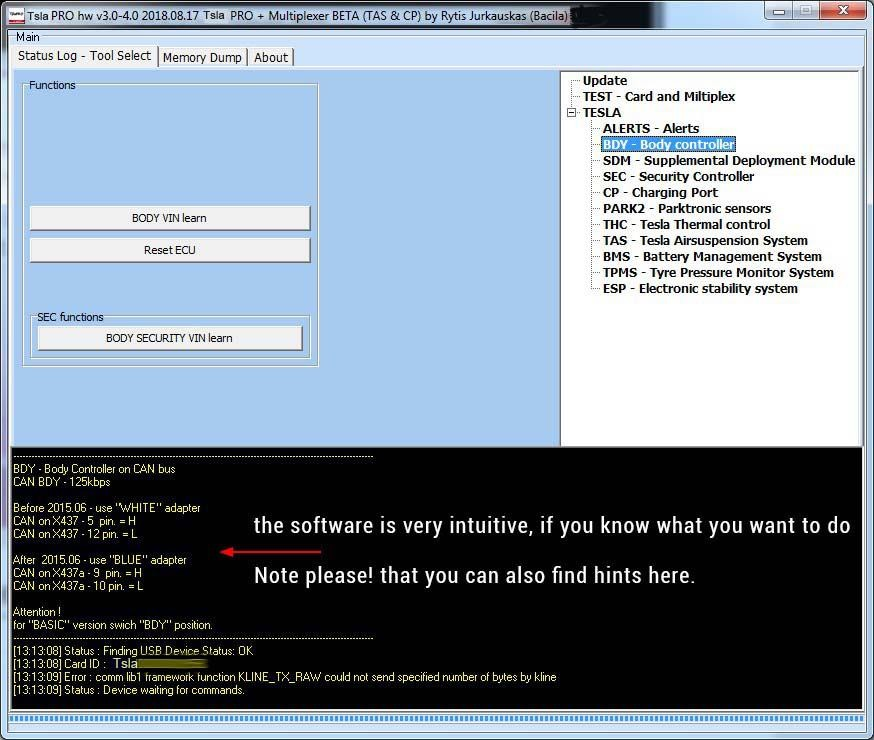 Tsla PRO hw v3.0-4.0 2018.08.17 Tsla PRO + Multiplexer BETA (TAS & CP) by Rytis Jurkauskas (Bacila)
Main
Status Log - Tool Select
Memory Dump
About
Functions
BODY VIN learn
Reset ECU
SEC functions
BODY SECURITY VIN learn
Update
TEST - Card and Miltiplex
TESLA
ALERTS - Alerts
BDY - Body controller
SDM - Supplemental Deployment Module
SEC - Security Controller
CP - Charging Port
PARK2 - Parktronic sensors
THC - Tesla Thermal control
TAS - Tesla Airsuspension System
BMS - Battery Management System
TPMS - Tyre Pressure Monitor System
ESP - Electronic stability system
BDY - Body Controller on CAN bus
CAN BDY - 125kbps
Before 2015.06 - use "WHITE" adapter
CAN on X437 - 5 pin. = H
CAN on X437 - 12 pin. = L
After 2015.06 - use "BLUE" adapter
CAN on X437a - 9 pin. = H
CAN on X437a - 10 pin. = L
Attention !
for "BASIC" version swich "BDY" position.
the software is very intuitive, if you know what you want to do
Note please! that you can also find hints here.
[13:13:08] Status : Finding USB Device Status: OK
[13:13:08] Card ID : Tsla
[13:13:09] Error : comm lib1 framework function KLINE_TX_RAW could not send specified number of bytes by kline
[13:13:09] Status : Device waiting for commands.